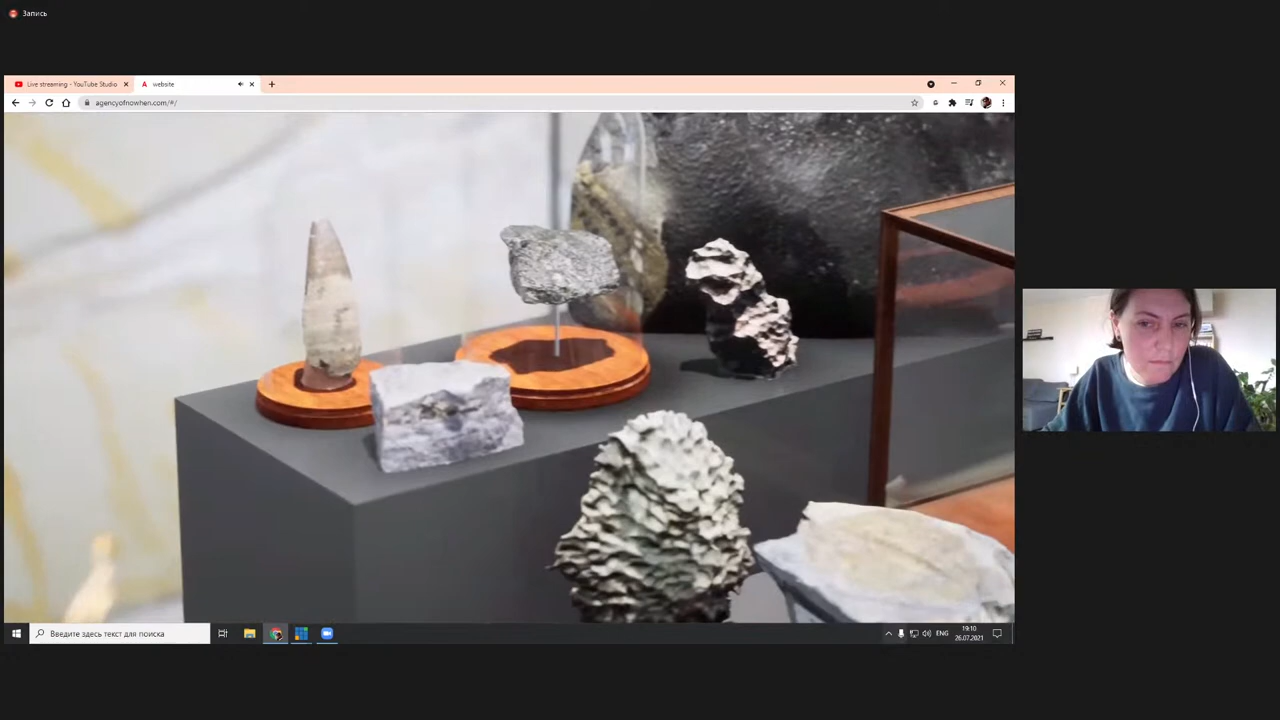 Запись
Live streaming - YouTube Studio
website
agencyofnowhen.com/#/
Введите здесь текст для поиска
ENG
19:10
26.07.2021